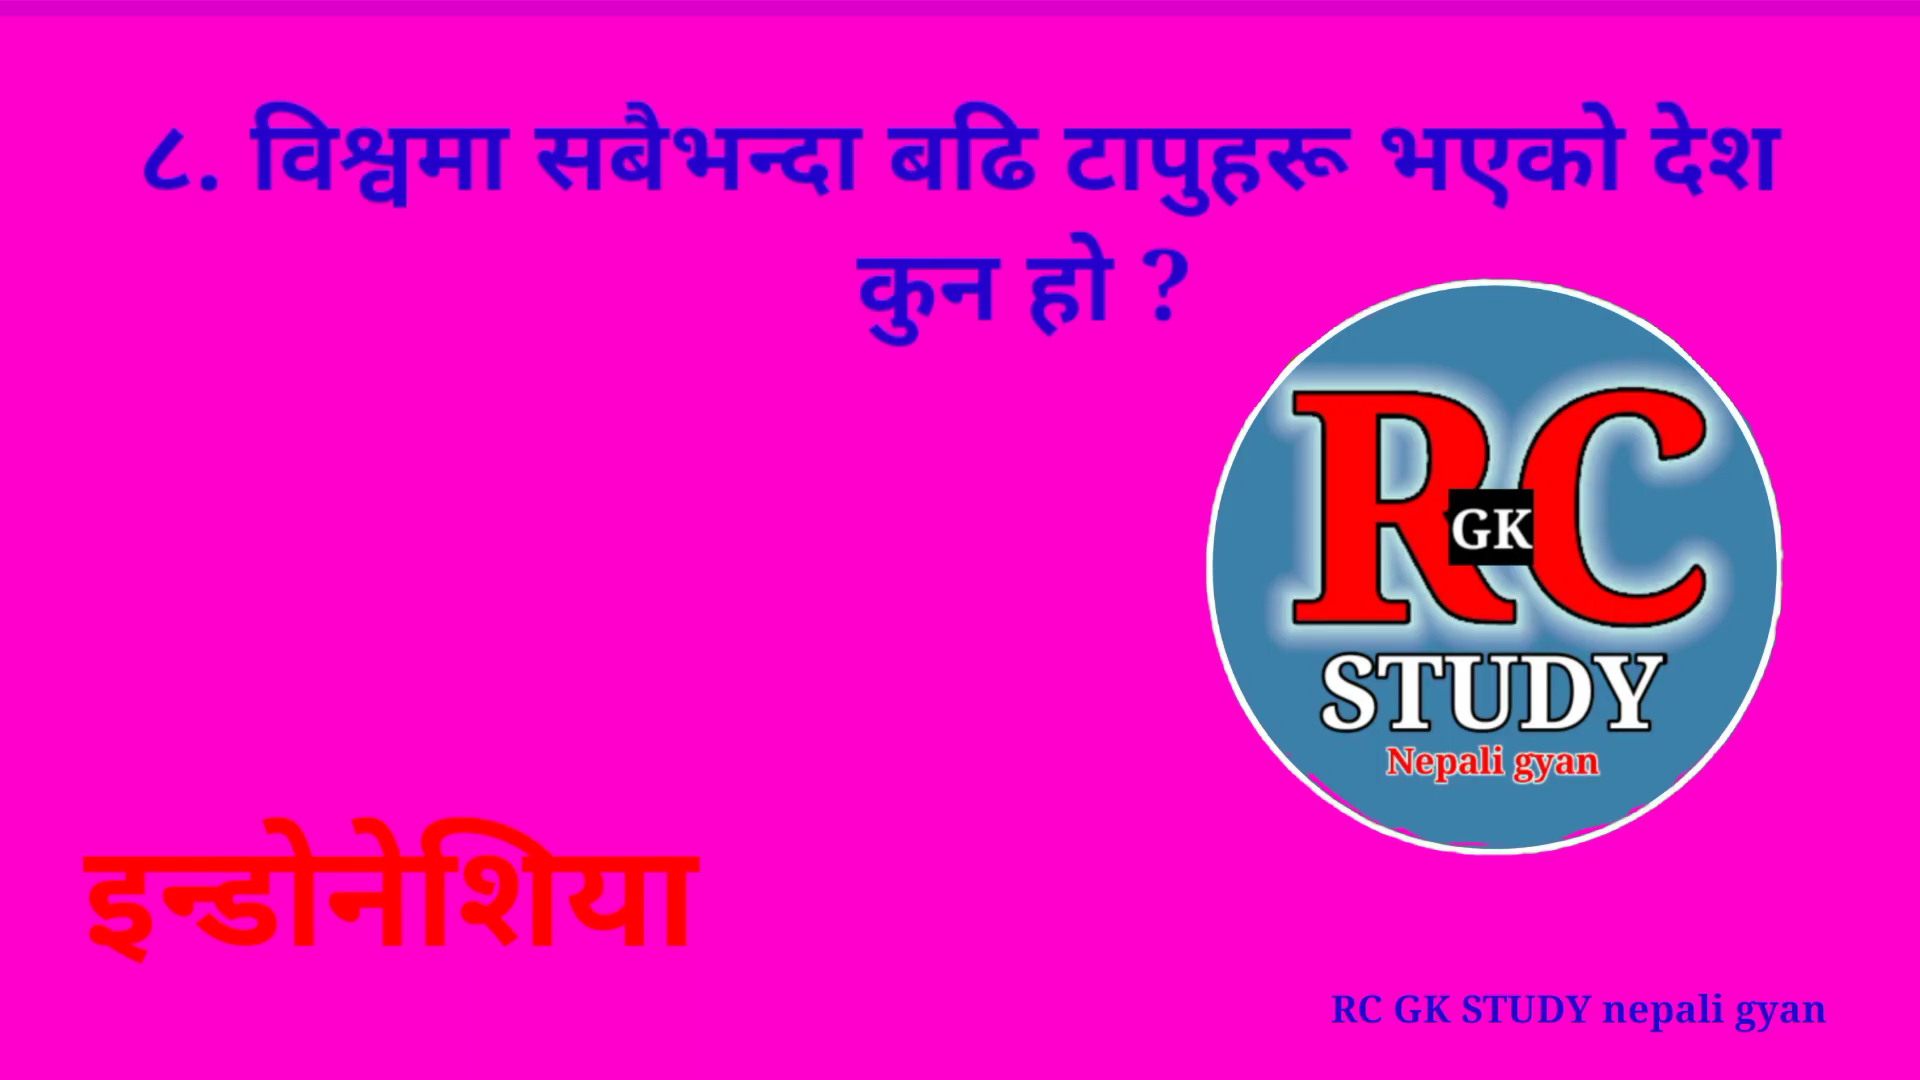 ८. विश्वमा सबैभन्दा बढि टापुहरू भएको देश
कुन हो ?
RC
GK
STUDY
Nepali gyan
इन्डोनेशिया
RC GK STUDY nepali gyan